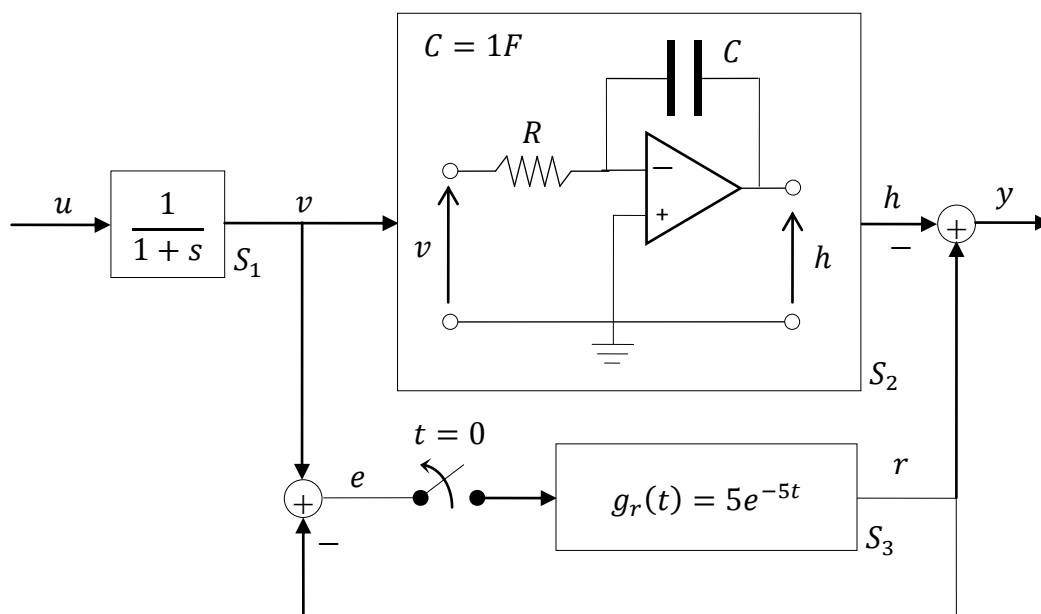 C = 1F
C
R
−
+
u
1
1 + s
S₁
v
v
h
h
−
+
y
S₂
t = 0
e
+
−
gᵣ(t) = 5e⁻⁵ᵗ
r
S₃